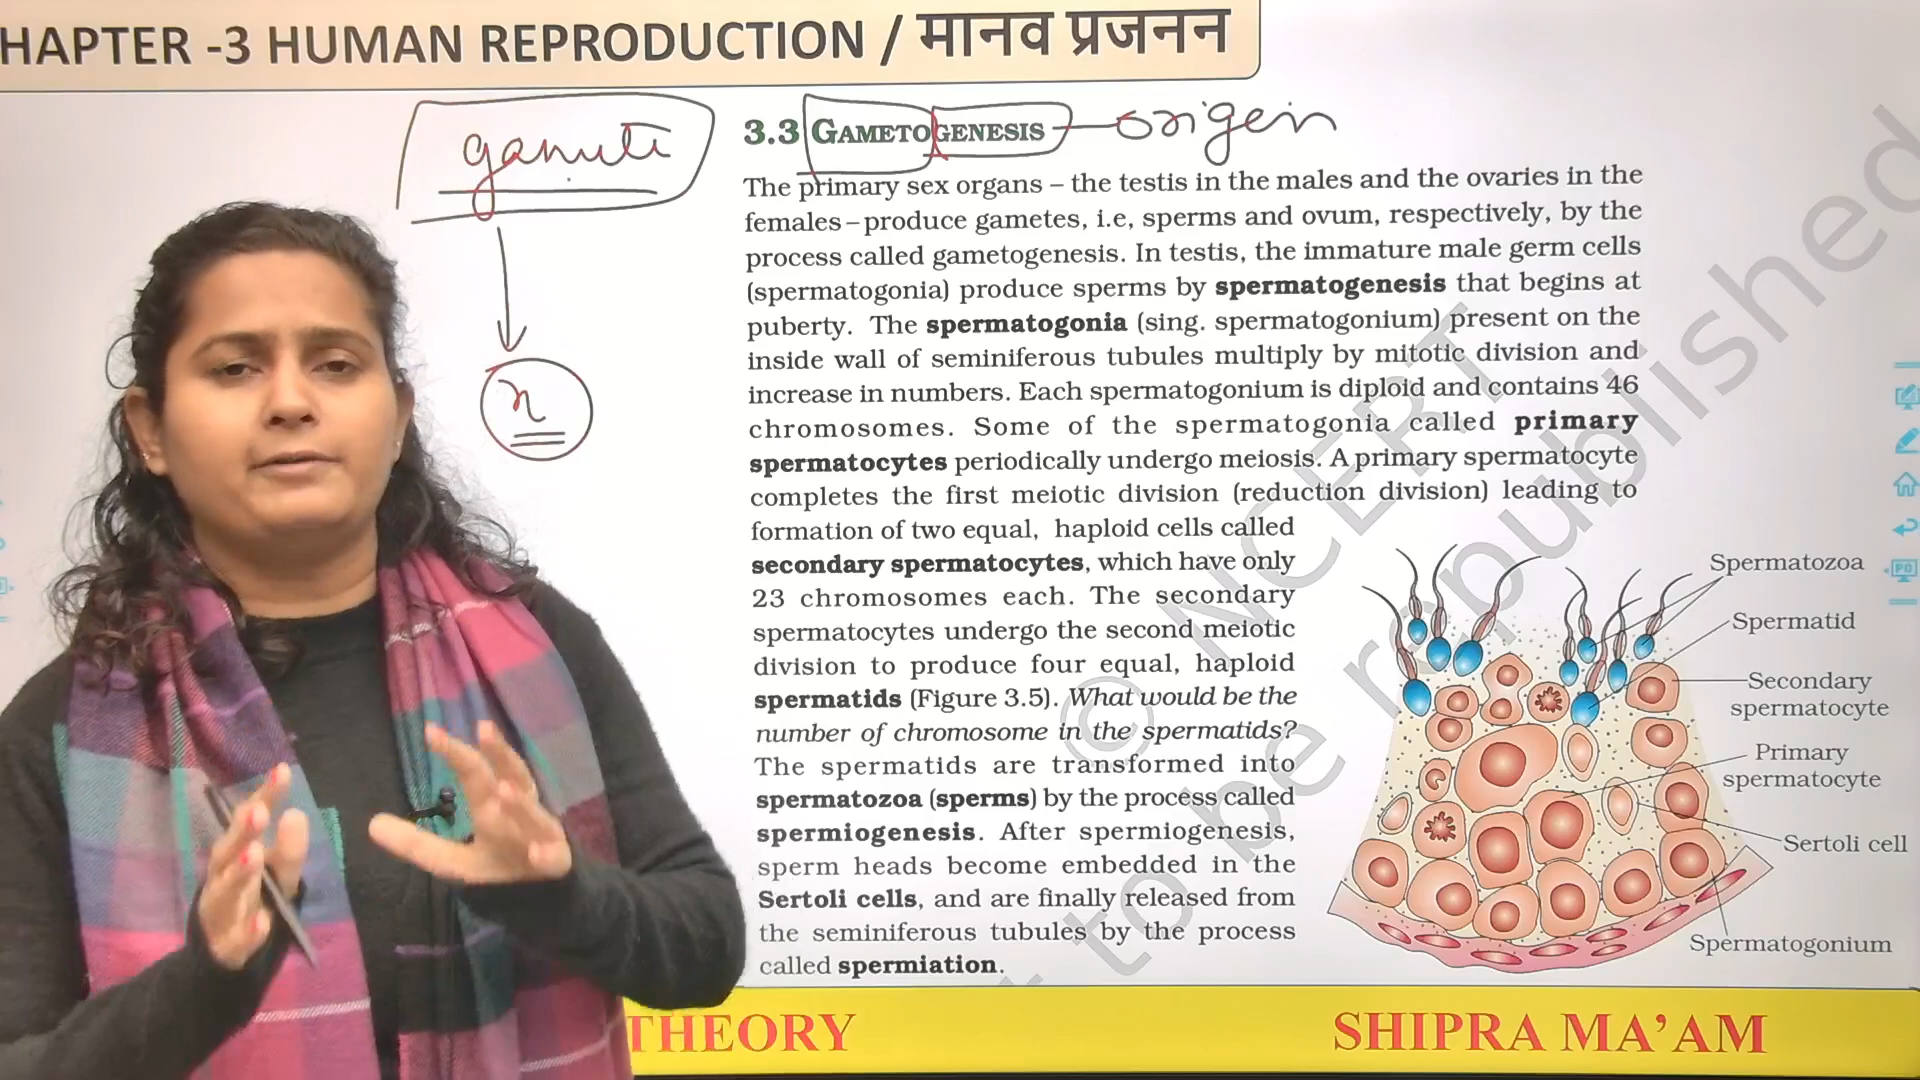 HAPTER -3 HUMAN REPRODUCTION / मानव प्रजनन
3.3 GAMETOGENESIS origin
The primary sex organs – the testis in the males and the ovaries in the
females – produce gametes, i.e, sperms and ovum, respectively, by the
process called gametogenesis. In testis, the immature male germ cells
(spermatogonia) produce sperms by spermatogenesis that begins at
puberty. The spermatogonia (sing. spermatogonium) present on the
inside wall of seminiferous tubules multiply by mitotic division and
increase in numbers. Each spermatogonium is diploid and contains 46
chromosomes. Some of the spermatogonia called primary
spermatocytes periodically undergo meiosis. A primary spermatocyte
completes the first meiotic division (reduction division) leading to
formation of two equal, haploid cells called
secondary spermatocytes, which have only
23 chromosomes each. The secondary
spermatocytes undergo the second meiotic
division to produce four equal, haploid
spermatids (Figure 3.5). What would be the
number of chromosome in the spermatids?
The spermatids are transformed into
spermatozoa (sperms) by the process called
spermiogenesis. After spermiogenesis,
sperm heads become embedded in the
Sertoli cells, and are finally released from
the seminiferous tubules by the process
called spermiation.
n
Spermatozoa
Spermatid
Secondary
spermatocyte
Primary
spermatocyte
Sertoli cell
Spermatogonium
© NCERT
to be republished
THEORY
SHIPRA MA'AM